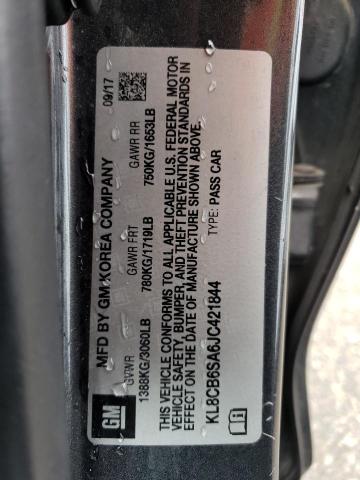 GM
MFD BY GM KOREA COMPANY 09/17
GVWR GAWR FRT GAWR RR
1388KG/3060LB 780KG/1719LB 750KG/1653LB
THIS VEHICLE CONFORMS TO ALL APPLICABLE U.S. FEDERAL MOTOR
VEHICLE SAFETY, BUMPER, AND THEFT PREVENTION STANDARDS IN
EFFECT ON THE DATE OF MANUFACTURE SHOWN ABOVE.
KL8CB6SA6JC421844 TYPE: PASS CAR